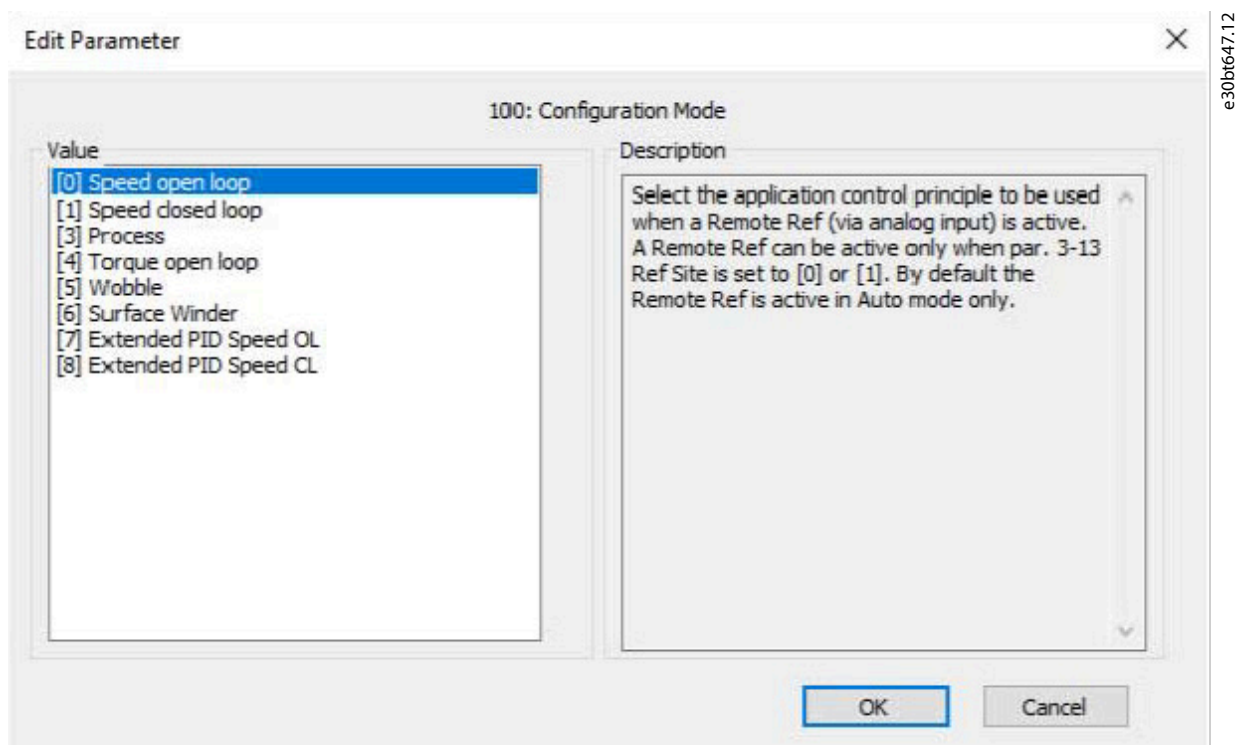 Edit Parameter
e30bt647.12
100: Configuration Mode
Value
[0] Speed open loop
[1] Speed closed loop
[3] Process
[4] Torque open loop
[5] Wobble
[6] Surface Winder
[7] Extended PID Speed OL
[8] Extended PID Speed CL
Description
Select the application control principle to be used
when a Remote Ref (via analog input) is active.
A Remote Ref can be active only when par. 3-13
Ref Site is set to [0] or [1]. By default the
Remote Ref is active in Auto mode only.
OK
Cancel